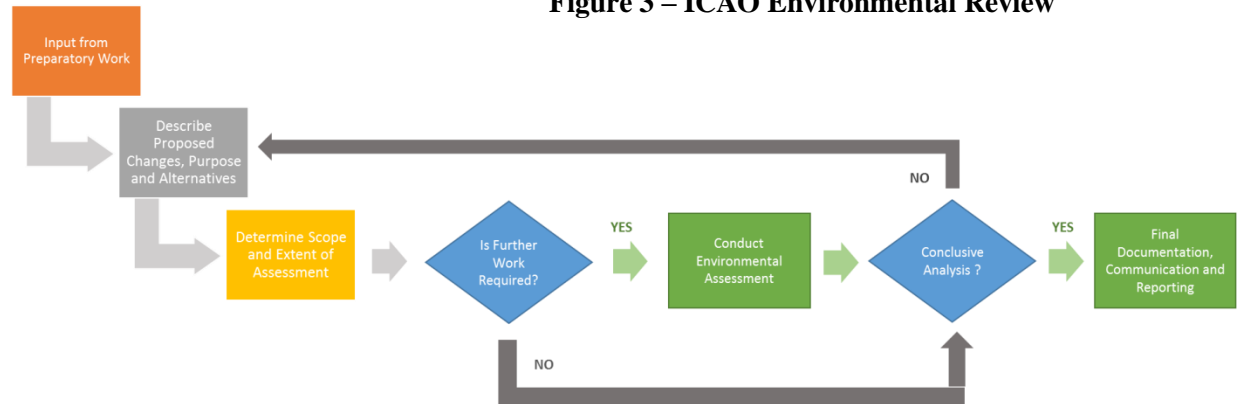 Figure 3 – ICAO Environmental Review
Input from
Preparatory Work
Describe
Proposed
Changes, Purpose
and Alternatives
Determine Scope
and Extent of
Assessment
Is Further
Work
Required?
YES
NO
Conduct
Environmental
Assessment
Conclusive
Analysis ?
NO
YES
Final
Documentation,
Communication and
Reporting